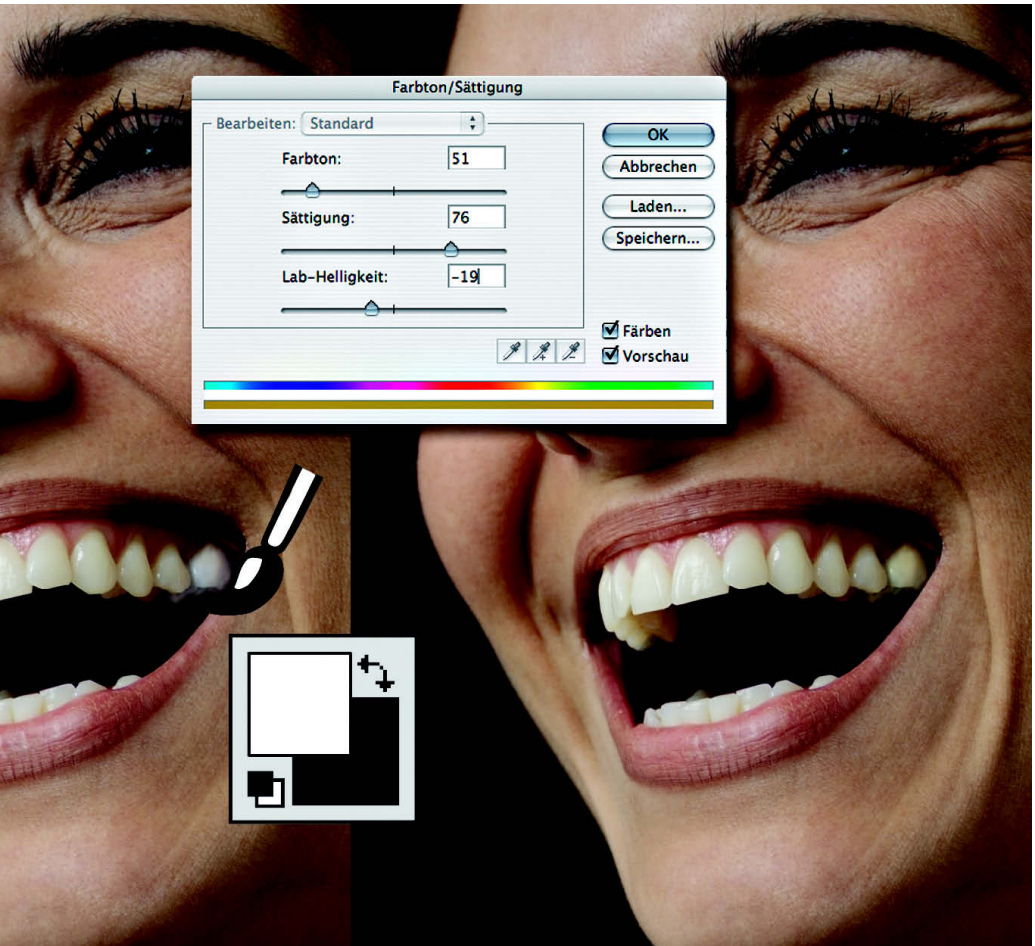 Farbton/Sättigung
Bearbeiten: Standard
OK
Farbton: 51
Abbrechen
Laden...
Sättigung: 76
Speichern...
Lab-Helligkeit: -19
Färben
Vorschau